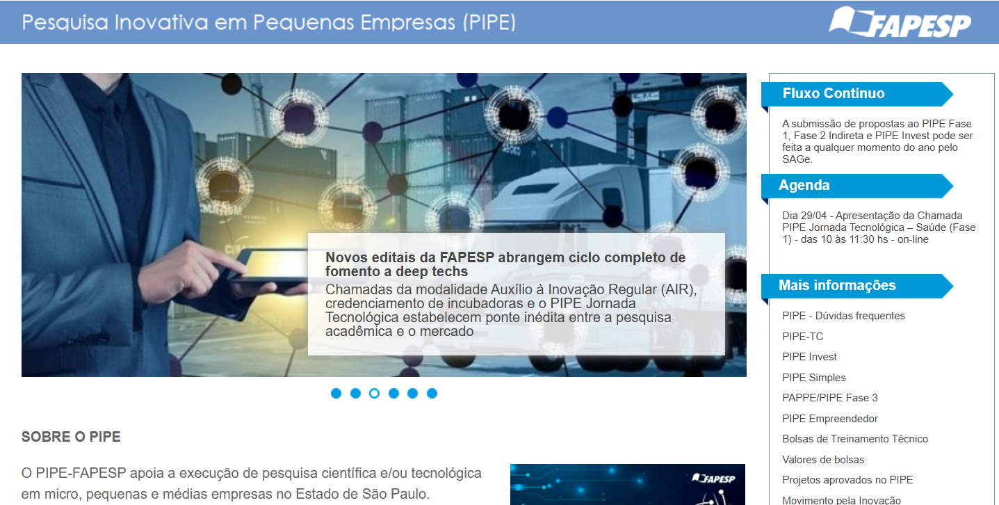 Pesquisa Inovativa em Pequenas Empresas (PIPE)
FAPESP
Novos editais da FAPESP abrangem ciclo completo de
fomento a deep techs
Chamadas da modalidade Auxílio à Inovação Regular (AIR),
credenciamento de incubadoras e o PIPE Jornada
Tecnológica estabelecem ponte inédita entre a pesquisa
acadêmica e o mercado
SOBRE O PIPE
O PIPE-FAPESP apoia a execução de pesquisa científica e/ou tecnológica
em micro, pequenas e médias empresas no Estado de São Paulo.
FAPESP
Fluxo Contínuo
A submissão de propostas ao PIPE Fase
1, Fase 2 Indireta e PIPE Invest pode ser
feita a qualquer momento do ano pelo
SAGe.
Agenda
Dia 29/04 - Apresentação da Chamada
PIPE Jornada Tecnológica – Saúde (Fase
1) - das 10 às 11:30 hs - on-line
Mais informações
PIPE - Dúvidas frequentes
PIPE-TC
PIPE Invest
PIPE Simples
PAPPE/PIPE Fase 3
PIPE Empreendedor
Bolsas de Treinamento Técnico
Valores de bolsas
Projetos aprovados no PIPE
Movimento pela Inovação